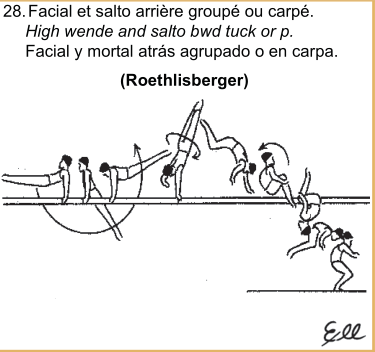 28. Facial et salto arrière groupé ou carpé.
High wende and salto bwd tuck or p.
Facial y mortal atrás agrupado o en carpa.
(Roethlisberger)
Ell